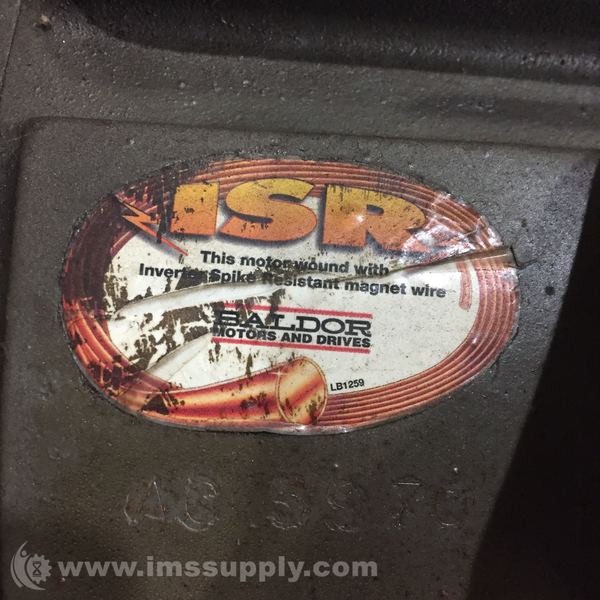 ISR
This motor wound with
Inverter Spike Resistant magnet wire
BALDOR
MOTORS AND DRIVES
LB1259
www.imssupply.com